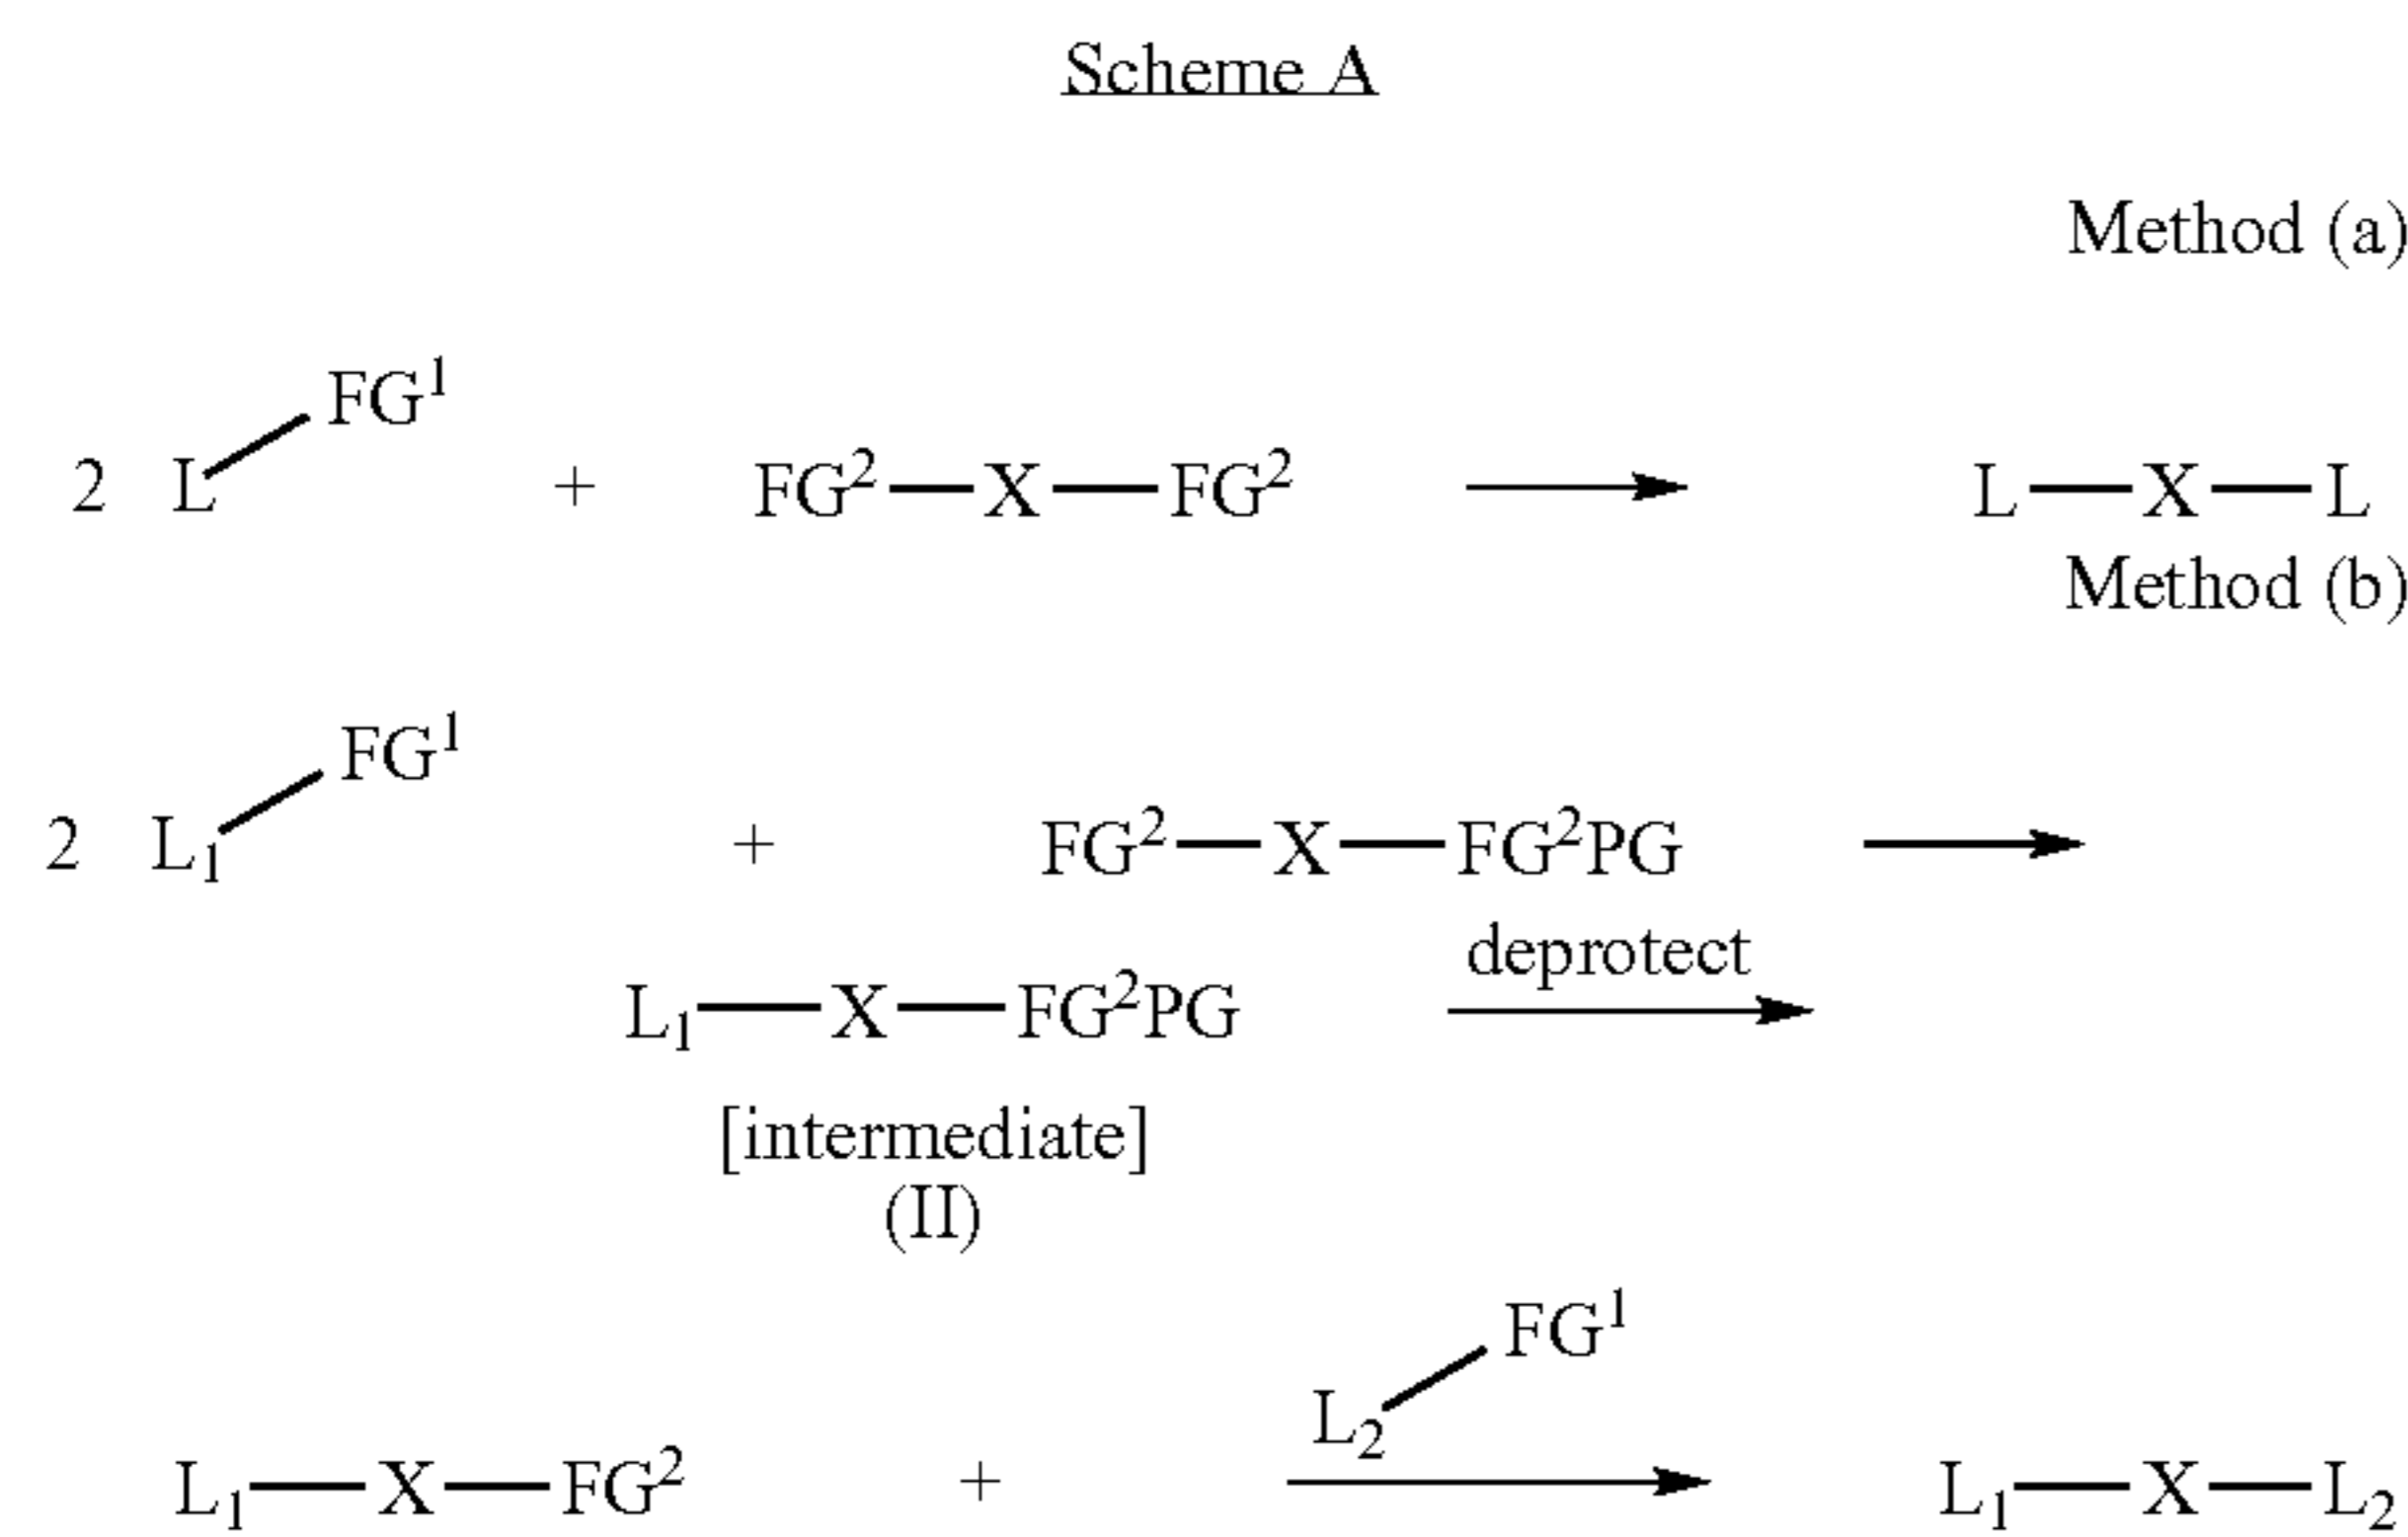 Scheme A
Method (a)
2 L—FG¹ + FG²—X—FG² → L—X—L
Method (b)
2 L₁—FG¹ + FG²—X—FG²PG →
L₁—X—FG²PG deprotect →
[intermediate]
(II)
L₁—X—FG² + L₂—FG¹ → L₁—X—L₂